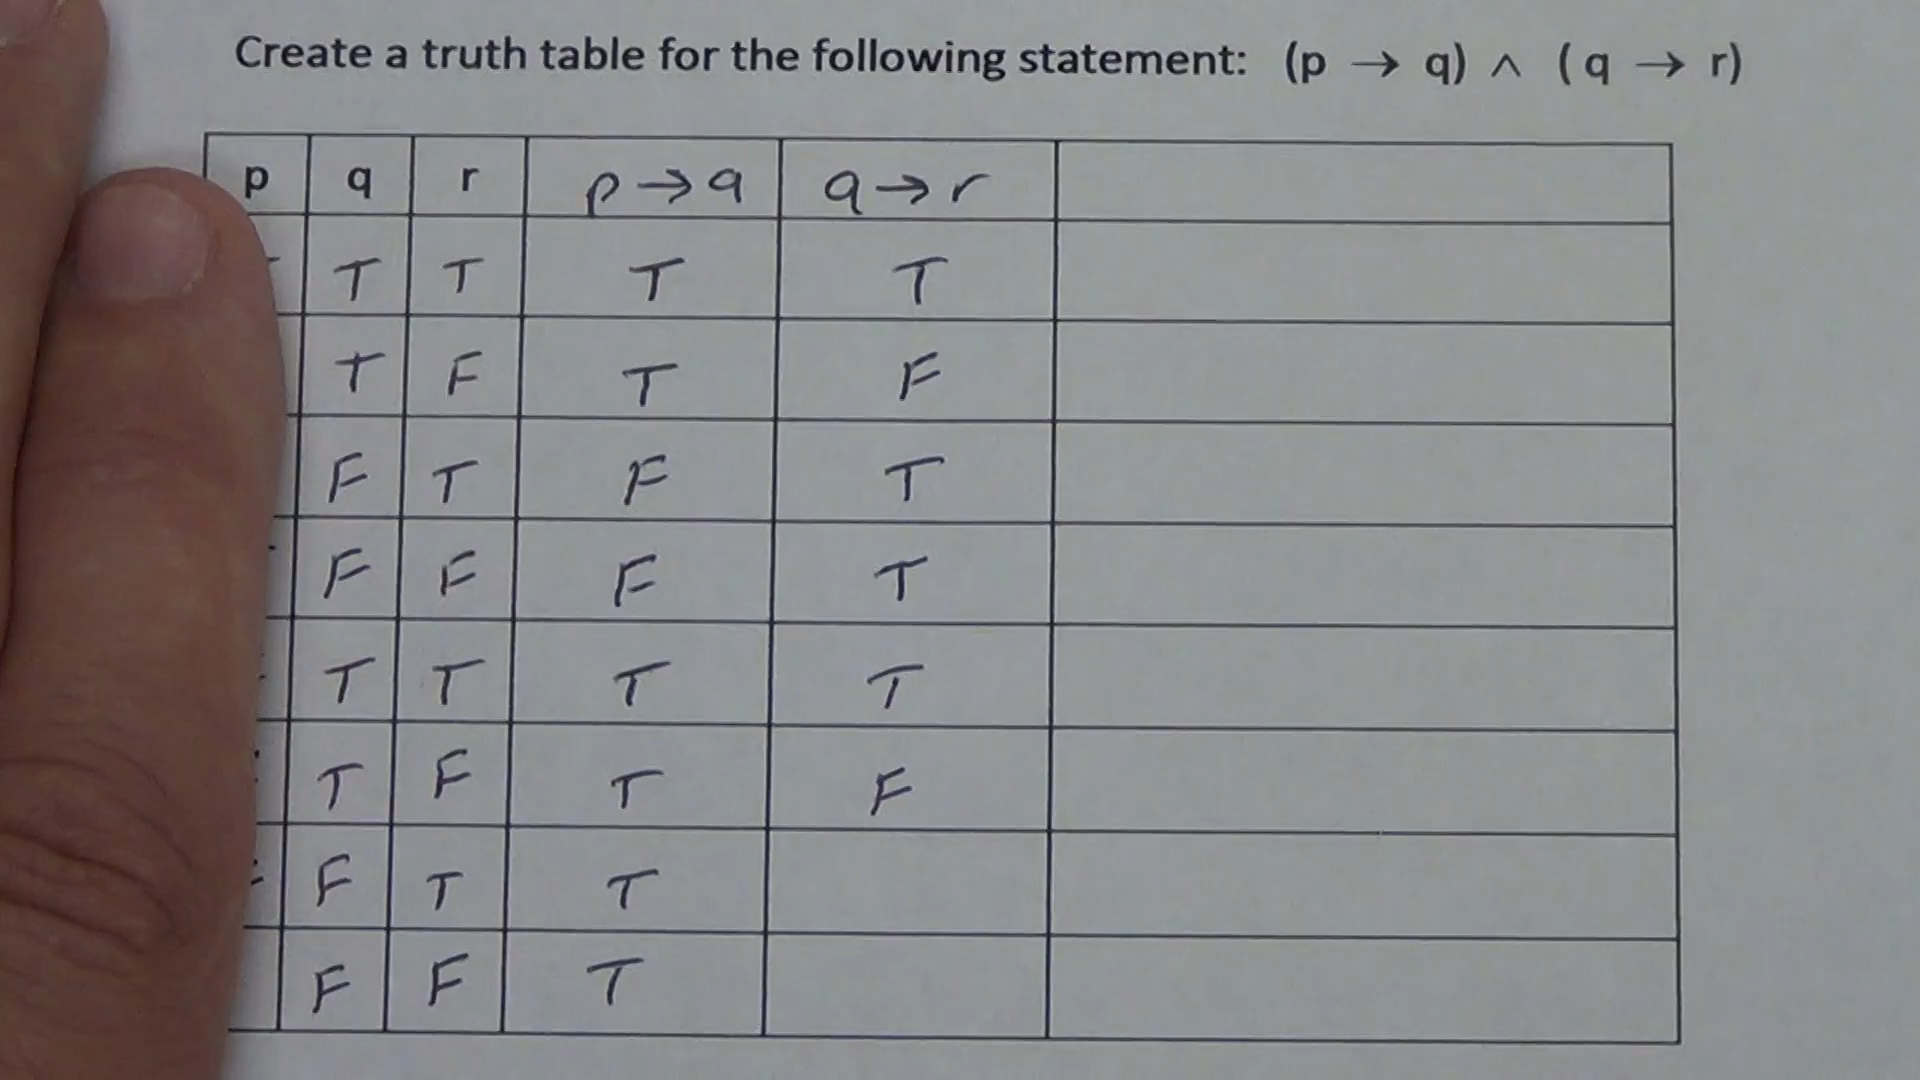 Create a truth table for the following statement: (p → q) ∧ (q → r)
p q r p→q q→r
T T T T
T F T F
F T F T
F F F T
T T T T
T F T F
F T T
F F T